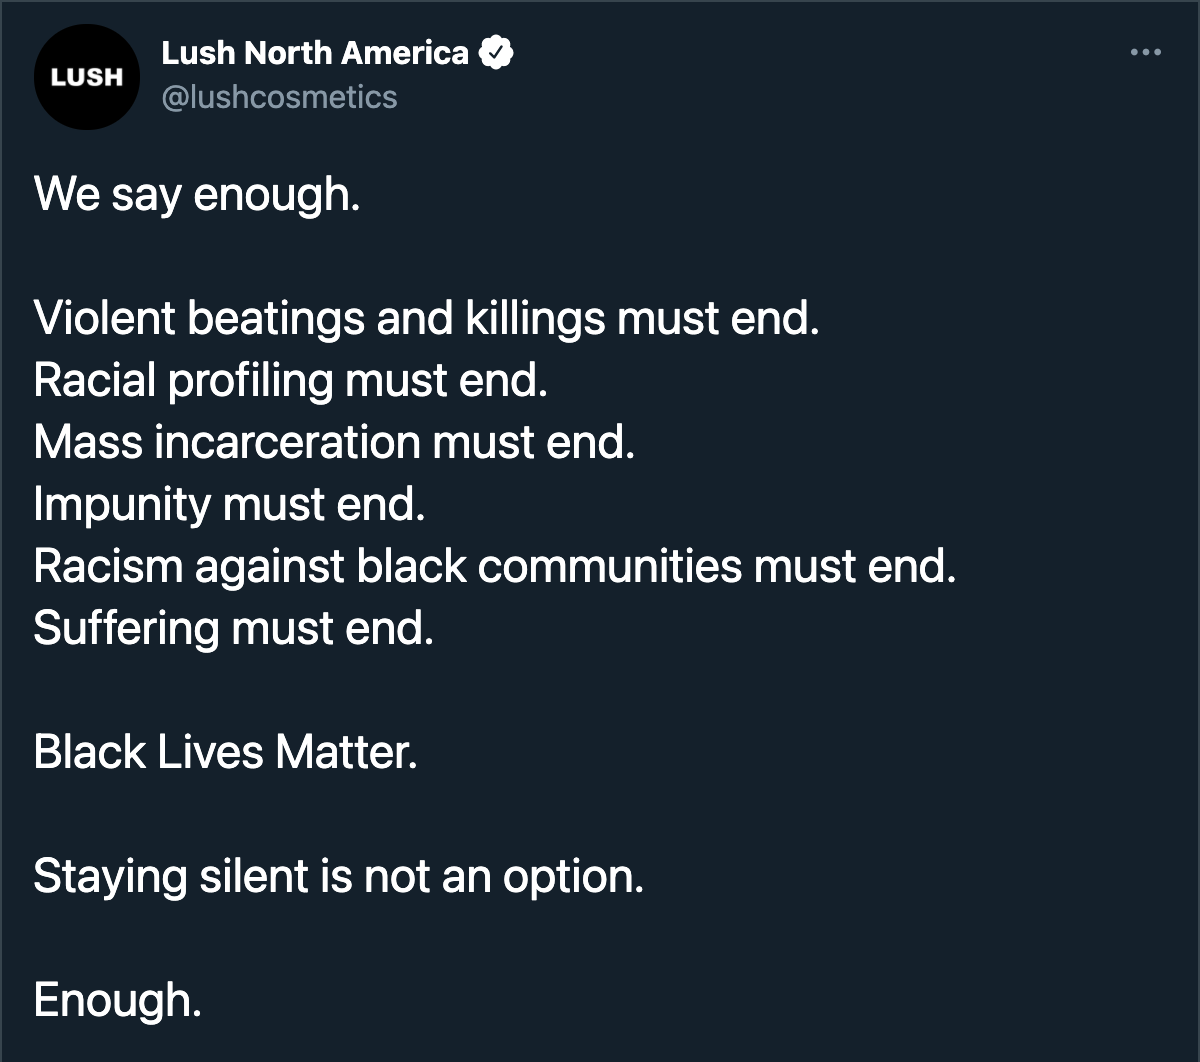 LUSH
Lush North America
@lushcosmetics
We say enough.
Violent beatings and killings must end.
Racial profiling must end.
Mass incarceration must end.
Impunity must end.
Racism against black communities must end.
Suffering must end.
Black Lives Matter.
Staying silent is not an option.
Enough.